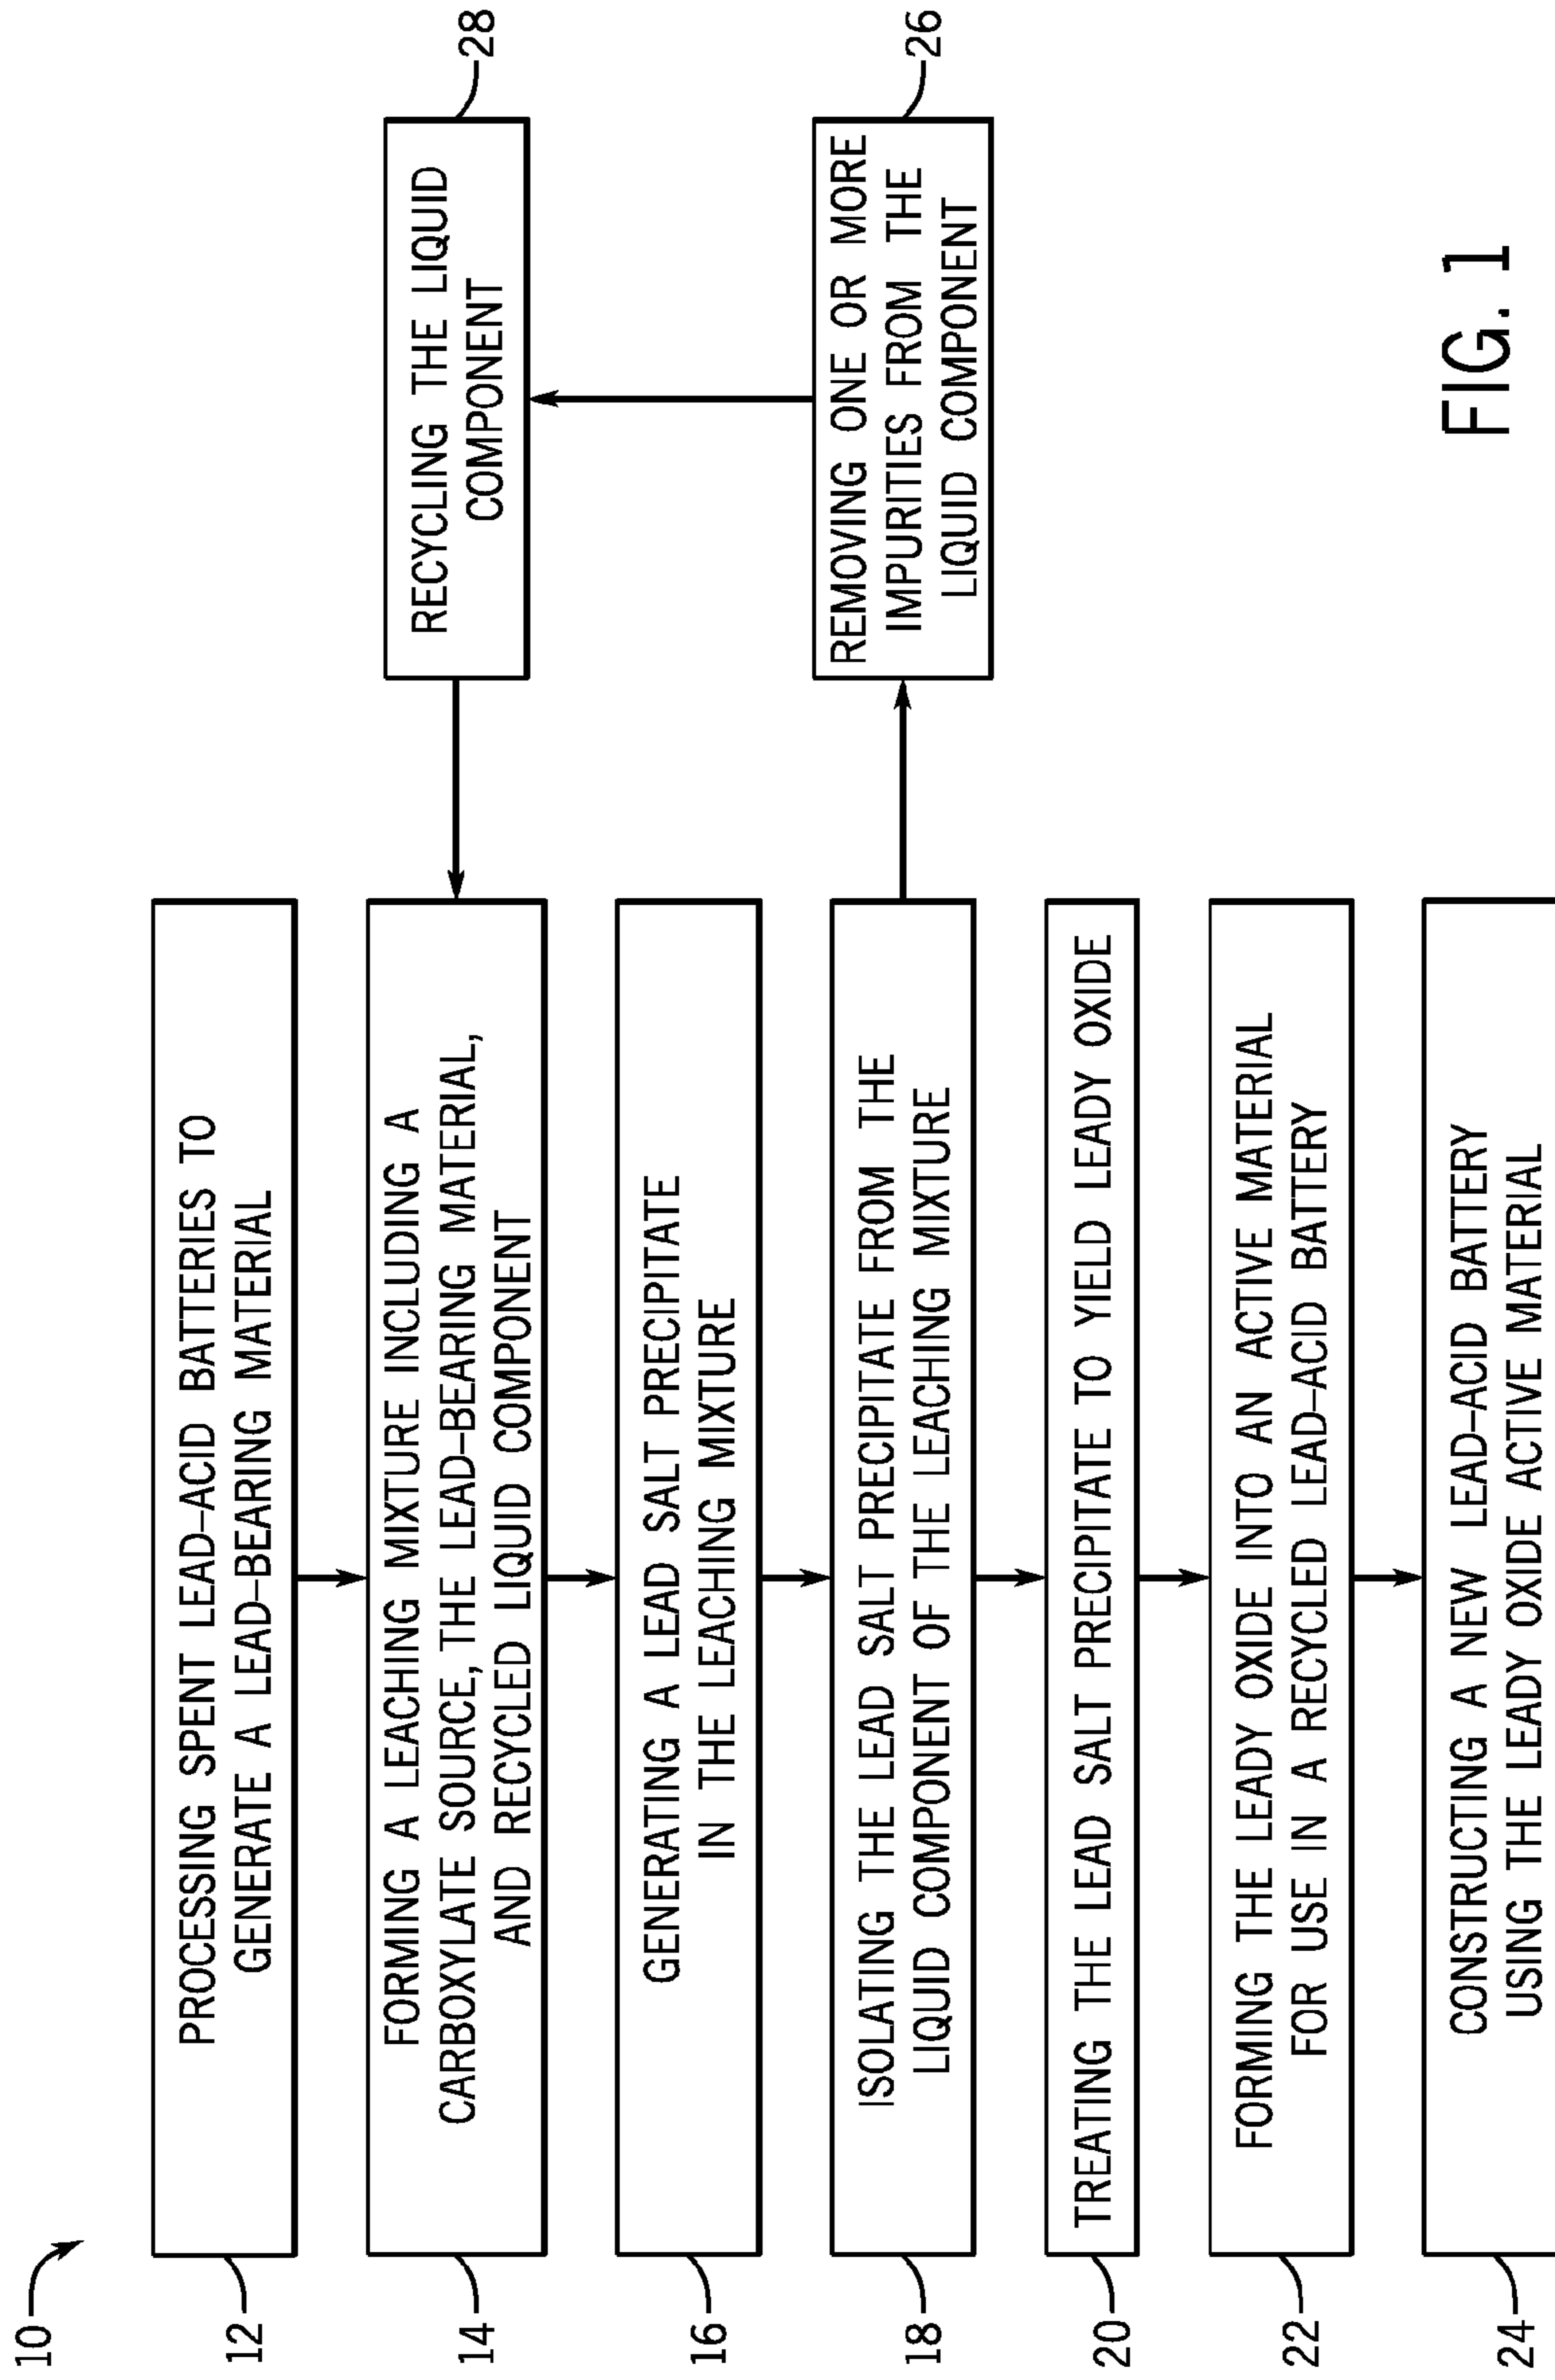 10
12
PROCESSING SPENT LEAD-ACID BATTERIES TO
GENERATE A LEAD-BEARING MATERIAL
14
FORMING A LEACHING MIXTURE INCLUDING A
CARBOXYLATE SOURCE, THE LEAD-BEARING MATERIAL,
AND RECYCLED LIQUID COMPONENT
28
RECYCLING THE LIQUID
COMPONENT
16
GENERATING A LEAD SALT PRECIPITATE
IN THE LEACHING MIXTURE
18
ISOLATING THE LEAD SALT PRECIPITATE FROM THE
LIQUID COMPONENT OF THE LEACHING MIXTURE
26
REMOVING ONE OR MORE
IMPURITIES FROM THE
LIQUID COMPONENT
20
TREATING THE LEAD SALT PRECIPITATE TO YIELD LEADY OXIDE
22
FORMING THE LEADY OXIDE INTO AN ACTIVE MATERIAL
FOR USE IN A RECYCLED LEAD-ACID BATTERY
24
CONSTRUCTING A NEW LEAD-ACID BATTERY
USING THE LEADY OXIDE ACTIVE MATERIAL
FIG. 1